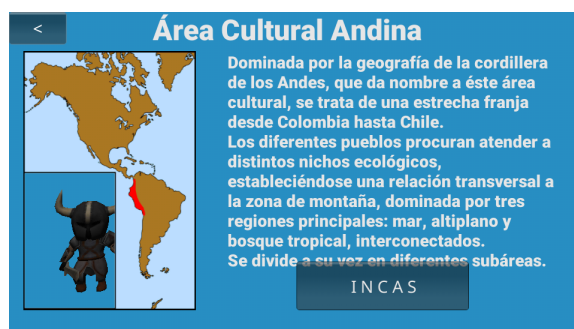 <
Área Cultural Andina
Dominada por la geografía de la cordillera
de los Andes, que da nombre a éste área
cultural, se trata de una estrecha franja
desde Colombia hasta Chile.
Los diferentes pueblos procuran atender a
distintos nichos ecológicos,
estableciéndose una relación transversal a
la zona de montaña, dominada por tres
regiones principales: mar, altiplano y
bosque tropical, interconectados.
Se divide a su vez en diferentes subáreas.
INCAS